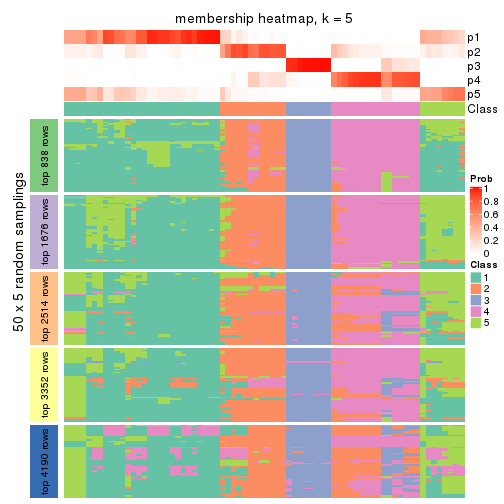 membership heatmap, k = 5
p1
p2
p3
p4
p5
Class
50 x 5 random samplings
top 838 rows
top 1676 rows
top 2514 rows
top 3352 rows
top 4190 rows
Prob
1
0.8
0.6
0.4
0.2
0
Class
1
2
3
4
5